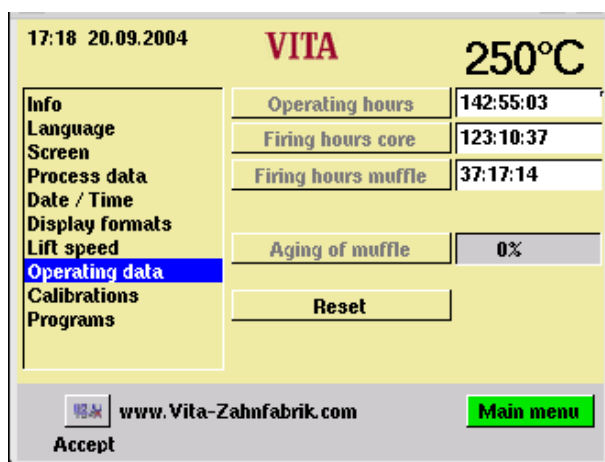 17:18 20.09.2004
VITA
250°C
Info
Language
Screen
Process data
Date / Time
Display formats
Lift speed
Operating data
Calibrations
Programs
Operating hours 142:55:03
Firing hours core 123:10:37
Firing hours muffle 37:17:14
Aging of muffle 0%
Reset
www.Vita-Zahnfabrik.com
Main menu
Accept